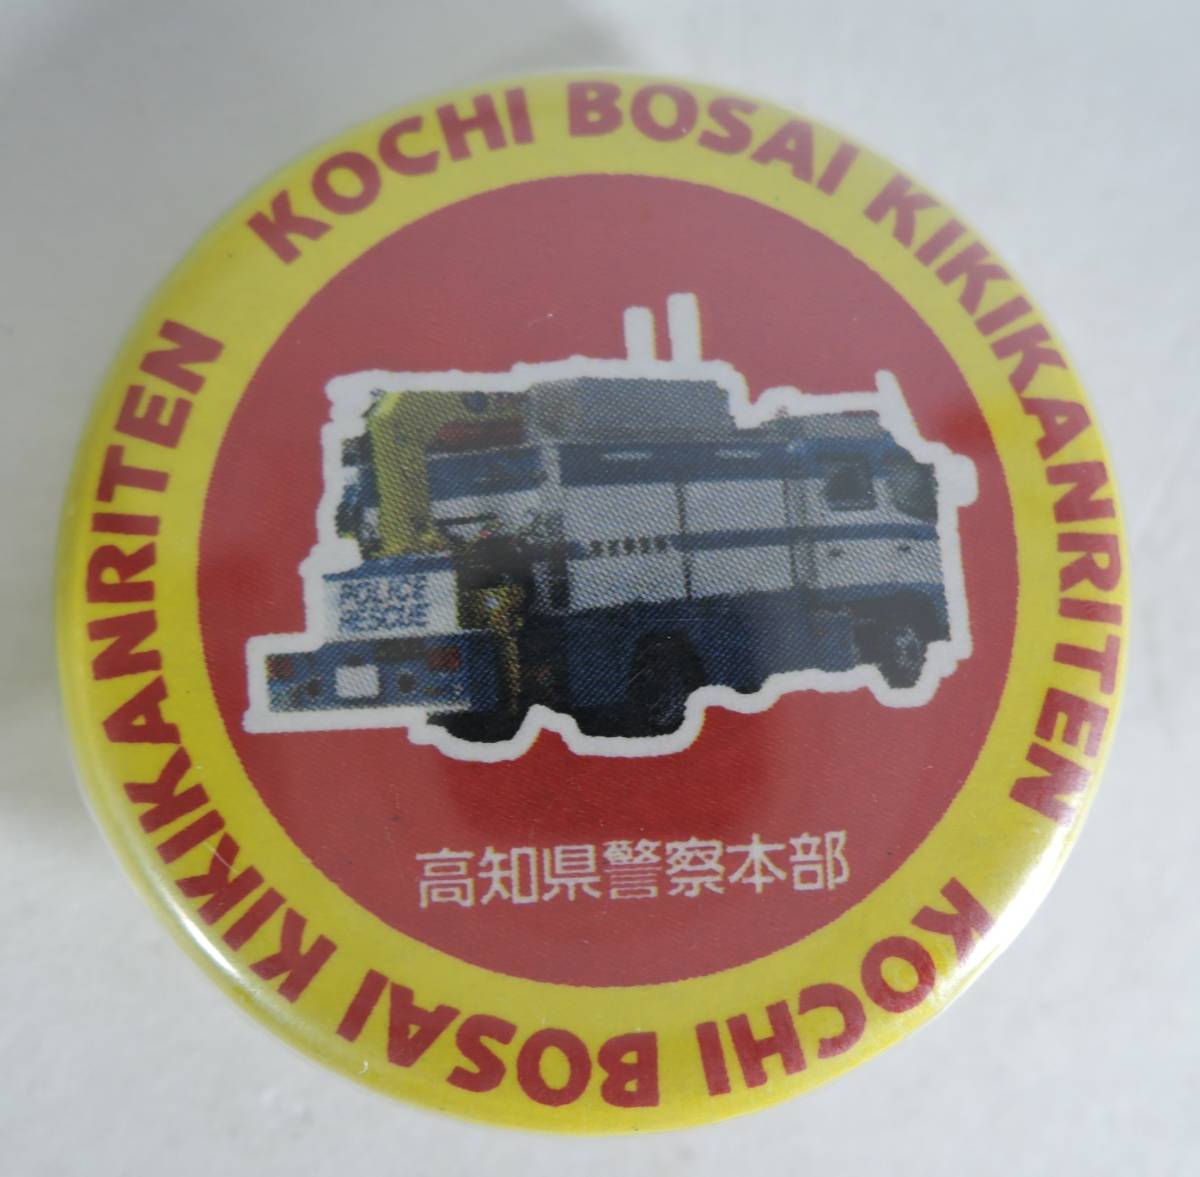 KOCHI BOSAI KIKIKANRITEN
KOCHI BOSAI KIKIKANRITEN
POLICE
RESCUE
高知県警察本部